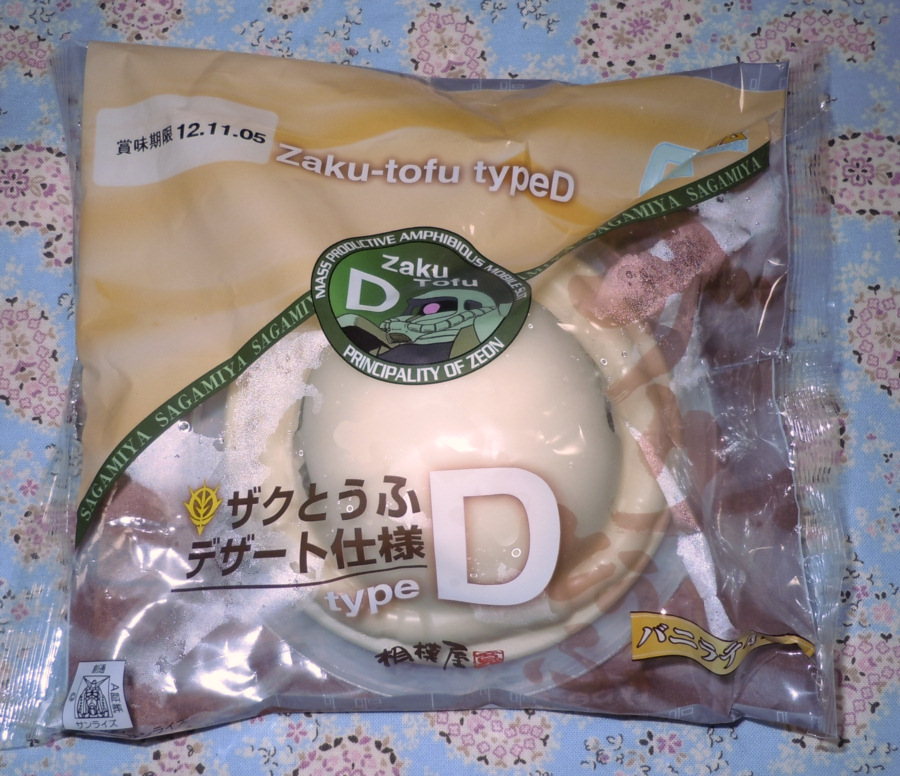 賞味期限 12.11.05
Zaku-tofu typeD
SAGAMIYA SAGAMIYA SAGAMIYA SAGAMIYA SAGAMIYA
MASS PRODUCTIVE AMPHIBIOUS MOBILE SUIT
D Zaku
Tofu
PRINCIPALITY OF ZEON
ザクとうふ
デザート仕様
type D
相模屋
バニラ
サンライズ